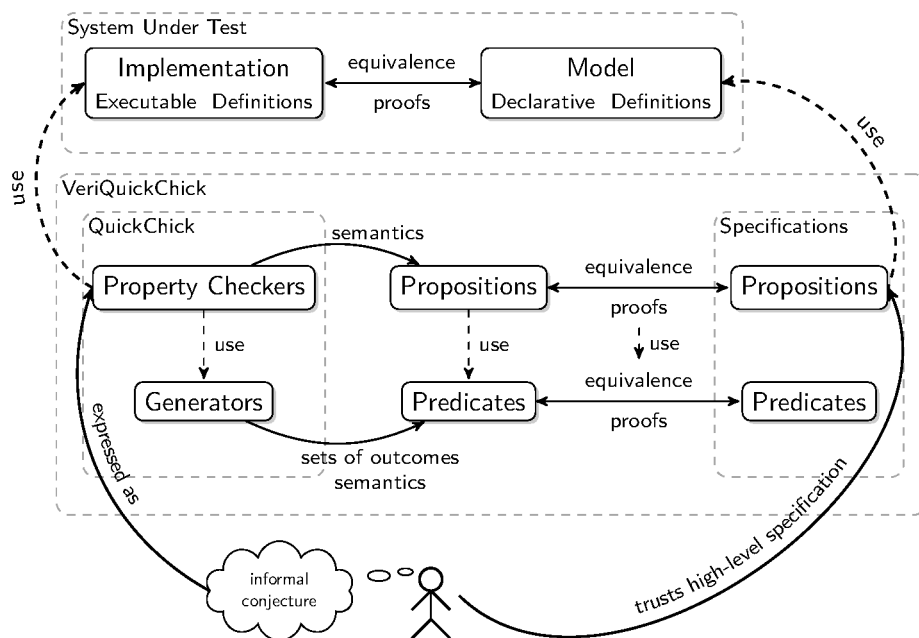 System Under Test
Implementation
Executable Definitions
equivalence
proofs
Model
Declarative Definitions
use
use
VeriQuickChick
QuickChick
semantics
Specifications
Property Checkers
Propositions
equivalence
proofs
Propositions
use
use
use
Generators
Predicates
equivalence
proofs
Predicates
sets of outcomes
semantics
expressed as
trusts high-level specification
informal
conjecture